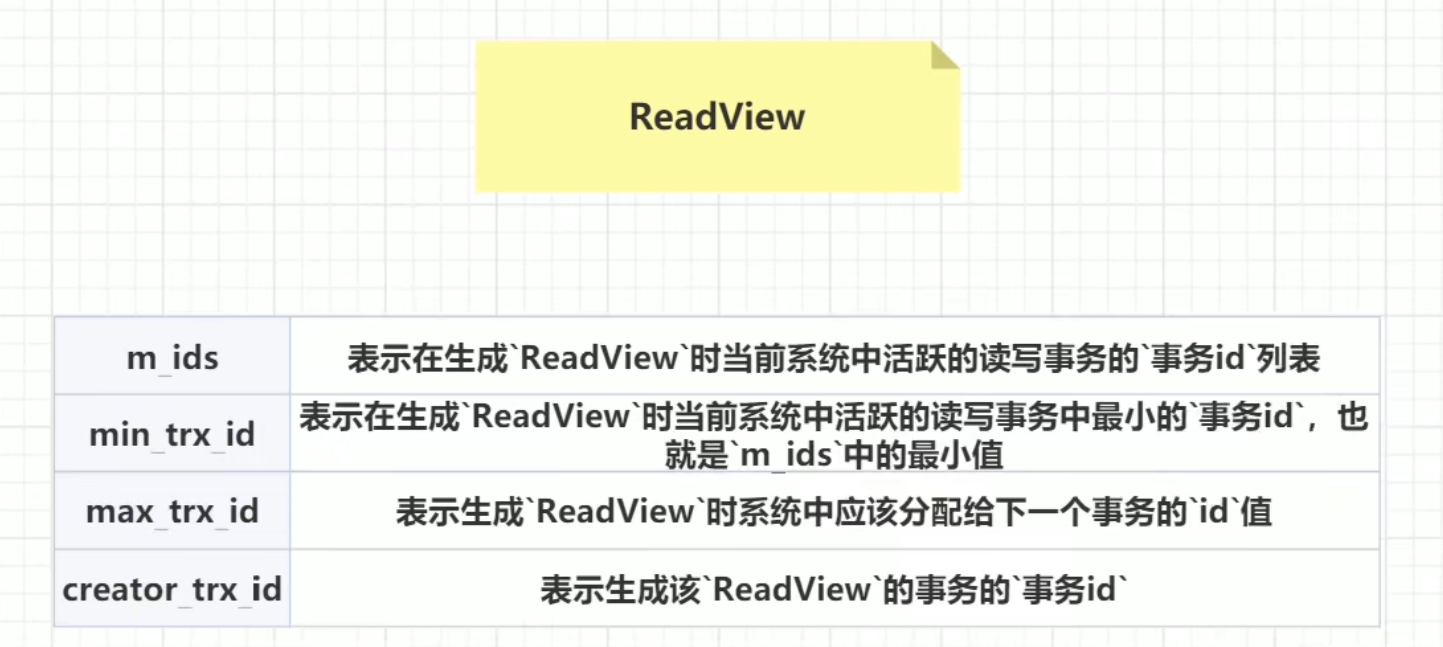 ReadView
m_ids
表示在生成`ReadView`时当前系统中活跃的读写事务的`事务id`列表
min_trx_id
表示在生成`ReadView`时当前系统中活跃的读写事务中最小的`事务id`，也
就是`m_ids`中的最小值
max_trx_id
表示生成`ReadView`时系统中应该分配给下一个事务的`id`值
creator_trx_id
表示生成该`ReadView`的事务的`事务id`